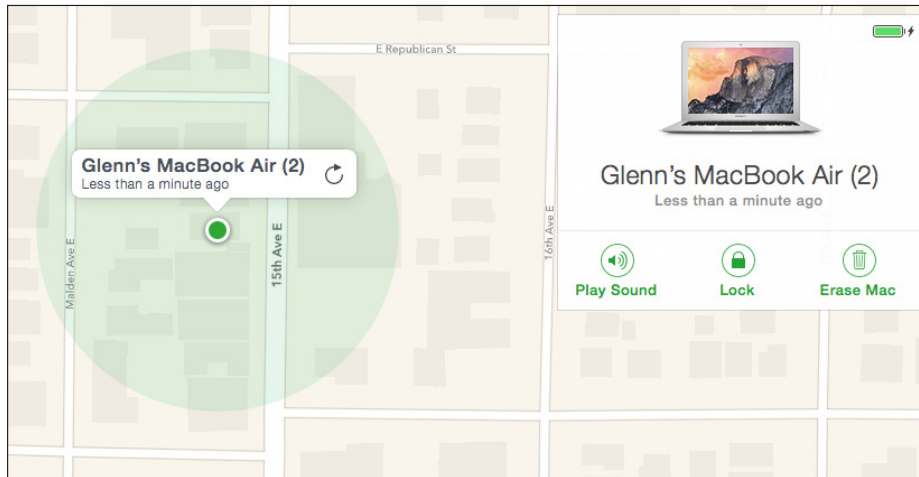 E Republican St
Glenn's MacBook Air (2)
Less than a minute ago
Malden Ave E
15th Ave E
16th Ave E
Glenn's MacBook Air (2)
Less than a minute ago
Play Sound
Lock
Erase Mac